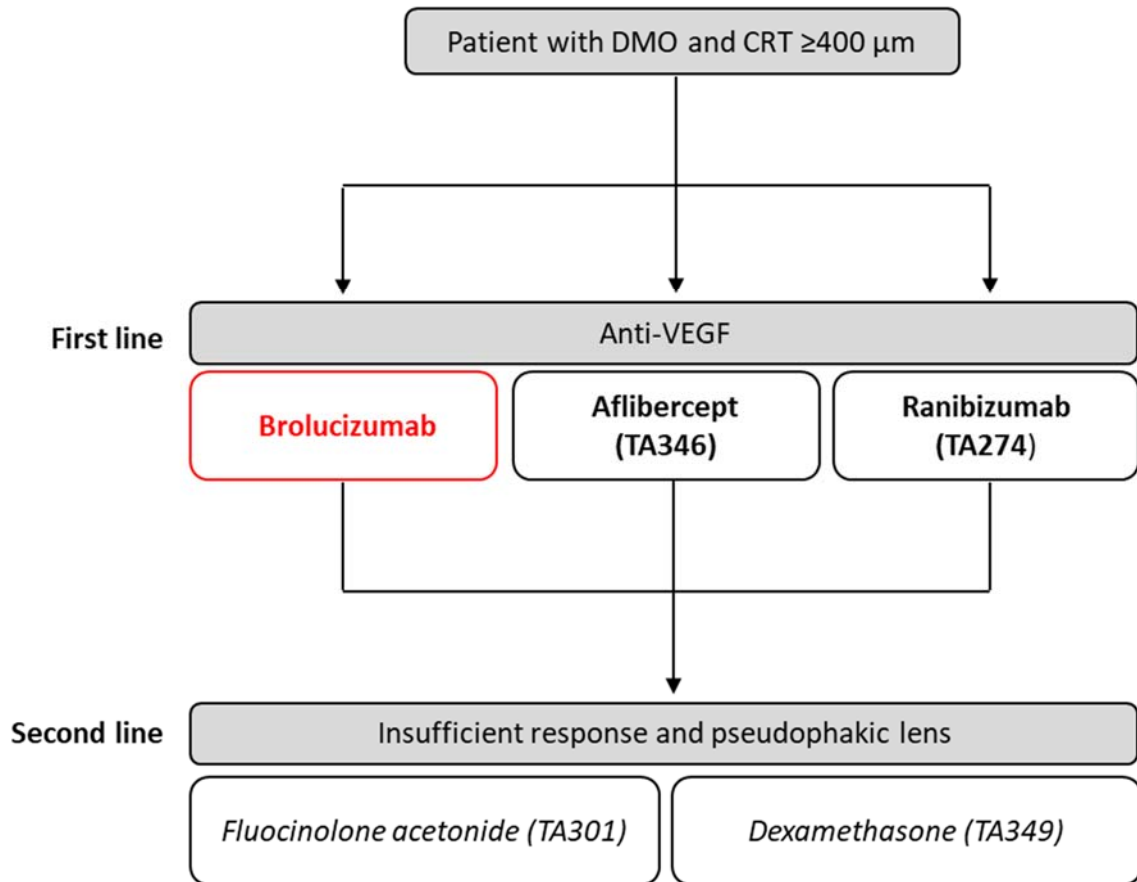 Patient with DMO and CRT ≥400 μm
First line
Anti-VEGF
Brolucizumab
Aflibercept
(TA346)
Ranibizumab
(TA274)
Second line
Insufficient response and pseudophakic lens
Fluocinolone acetonide (TA301)
Dexamethasone (TA349)